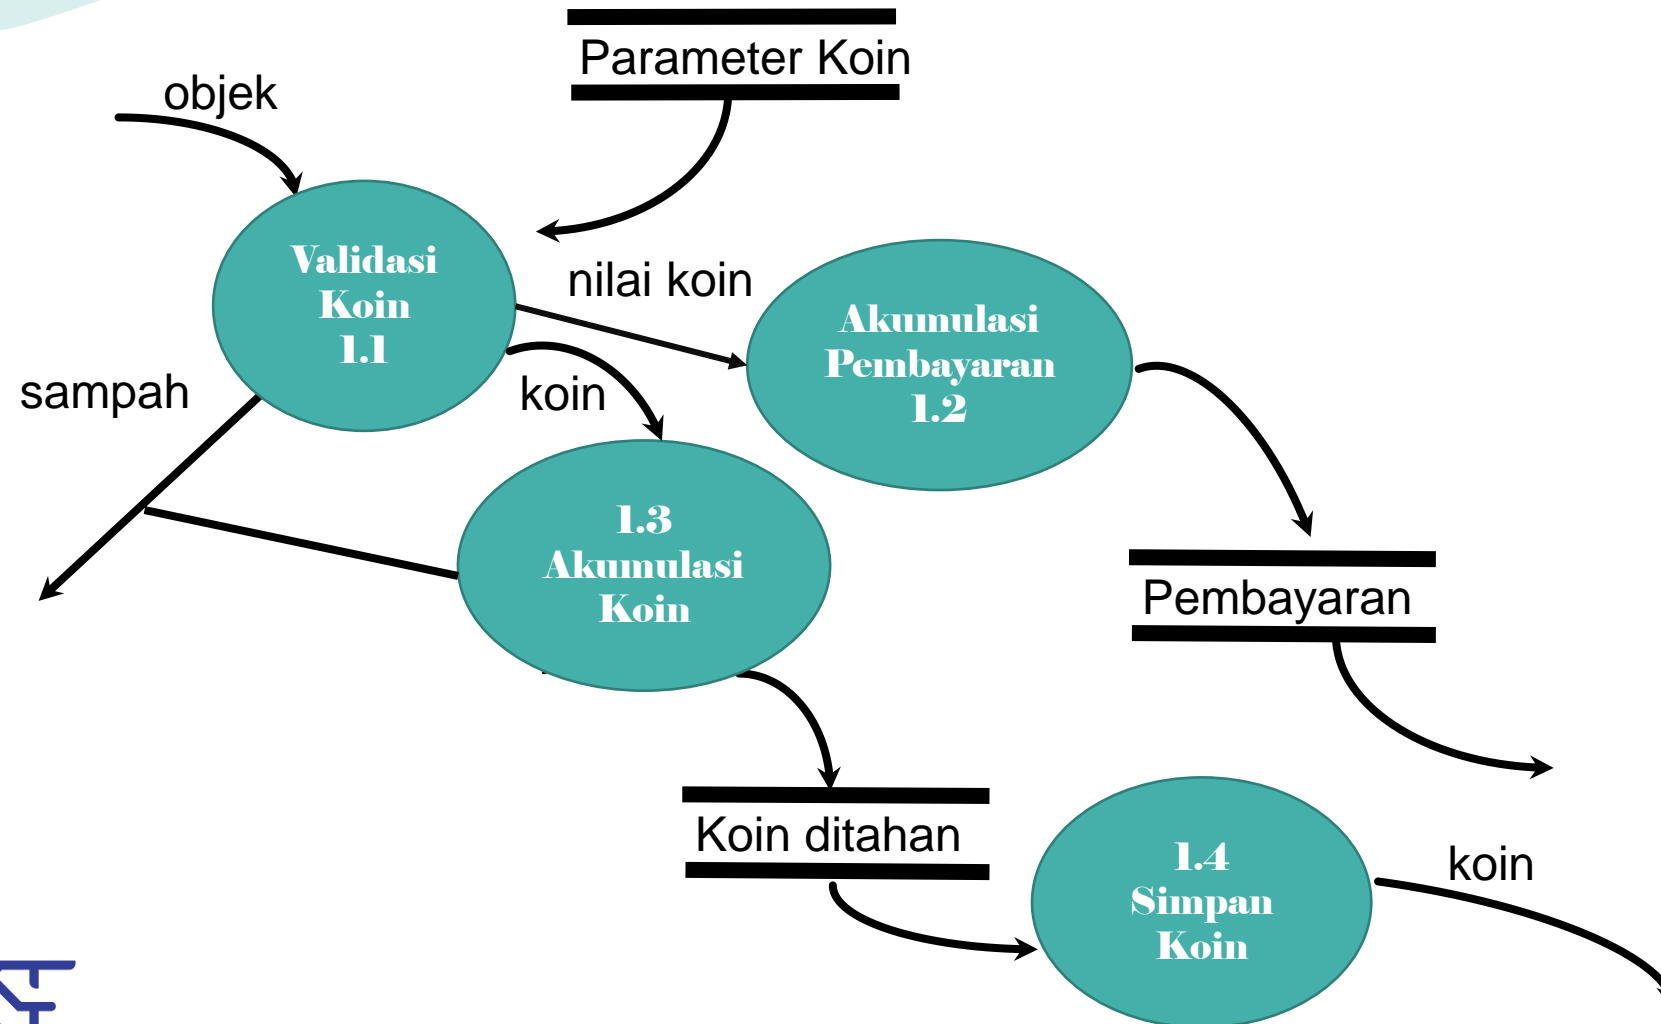 Parameter Koin
objek
Validasi
Koin
1.1
nilai koin
Akumulasi
Pembayaran
1.2
sampah
koin
1.3
Akumulasi
Koin
Pembayaran
Koin ditahan
1.4
Simpan
Koin
koin